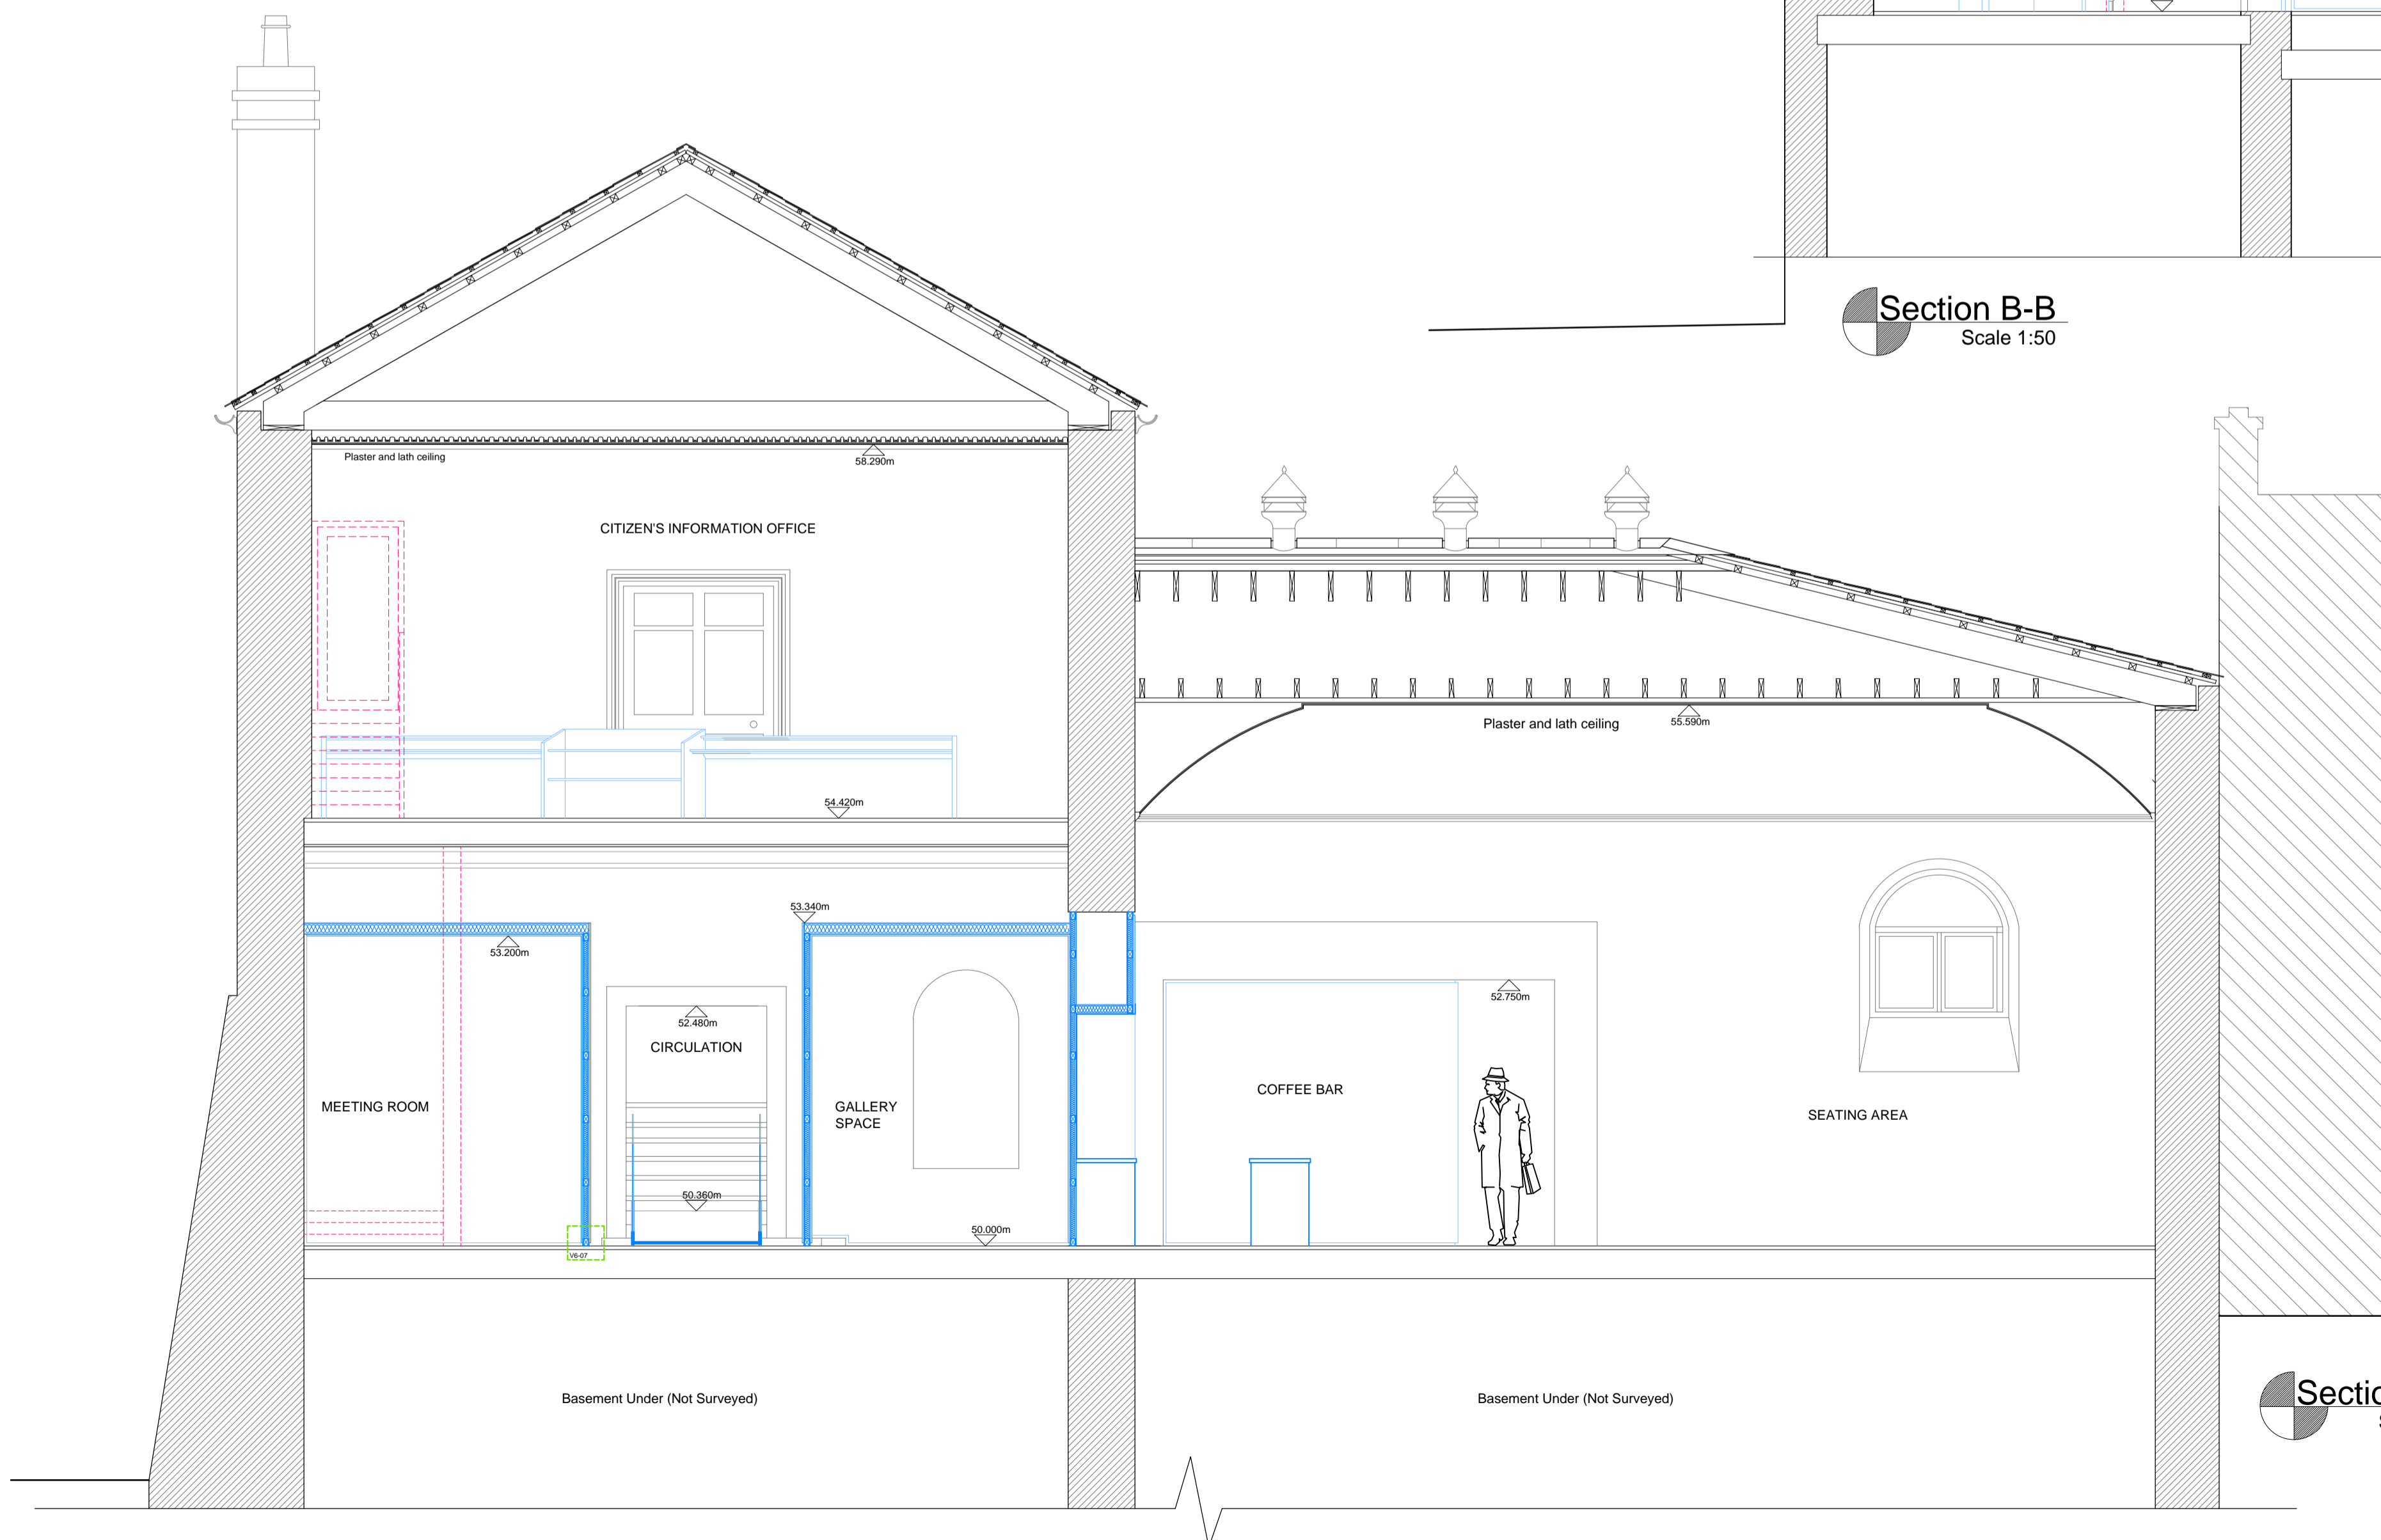 Section B-B
Scale 1:50
Plaster and lath ceiling
58.290m
CITIZEN'S INFORMATION OFFICE
Plaster and lath ceiling
55.590m
54.420m
53.340m
53.200m
52.750m
52.480m
CIRCULATION
COFFEE BAR
MEETING ROOM
GALLERY
SPACE
SEATING AREA
50.360m
50.000m
V6-07
Basement Under (Not Surveyed)
Basement Under (Not Surveyed)